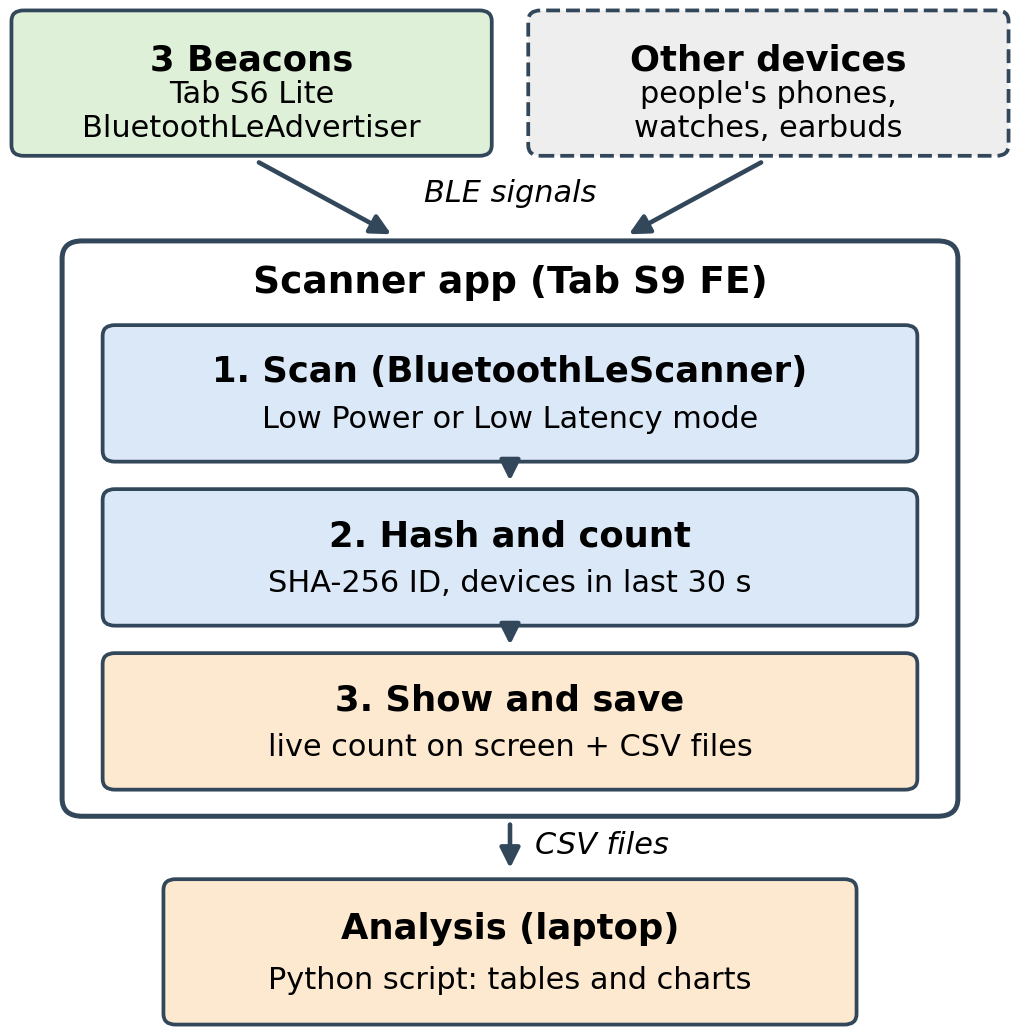 3 Beacons
Tab S6 Lite
BluetoothLeAdvertiser
Other devices
people's phones,
watches, earbuds
BLE signals
Scanner app (Tab S9 FE)
1. Scan (BluetoothLeScanner)
Low Power or Low Latency mode
2. Hash and count
SHA-256 ID, devices in last 30 s
3. Show and save
live count on screen + CSV files
CSV files
Analysis (laptop)
Python script: tables and charts